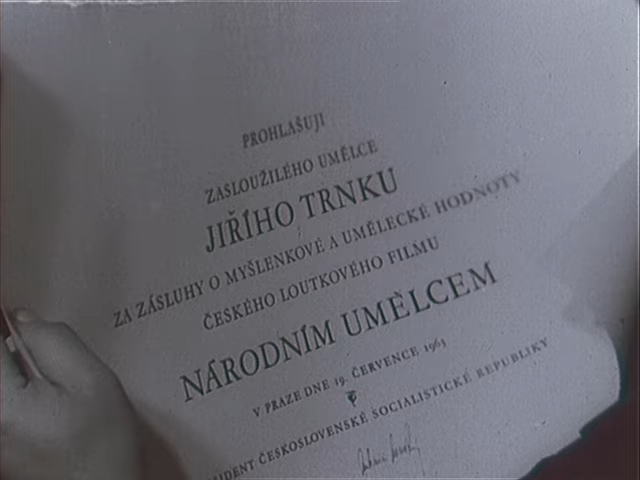 PROHLAŠUJI
ZASLOUŽILÉHO UMĚLCE
JIŘÍHO TRNKU
ZA ZÁSLUHY O MYŠLENKOVÉ A UMĚLECKÉ HODNOTY
ČESKÉHO LOUTKOVÉHO FILMU
NÁRODNÍM UMĚLCEM
V PRAZE DNE 19. ČERVENCE 1963
ČESKOSLOVENSKÉ SOCIALISTICKÉ REPUBLIKY